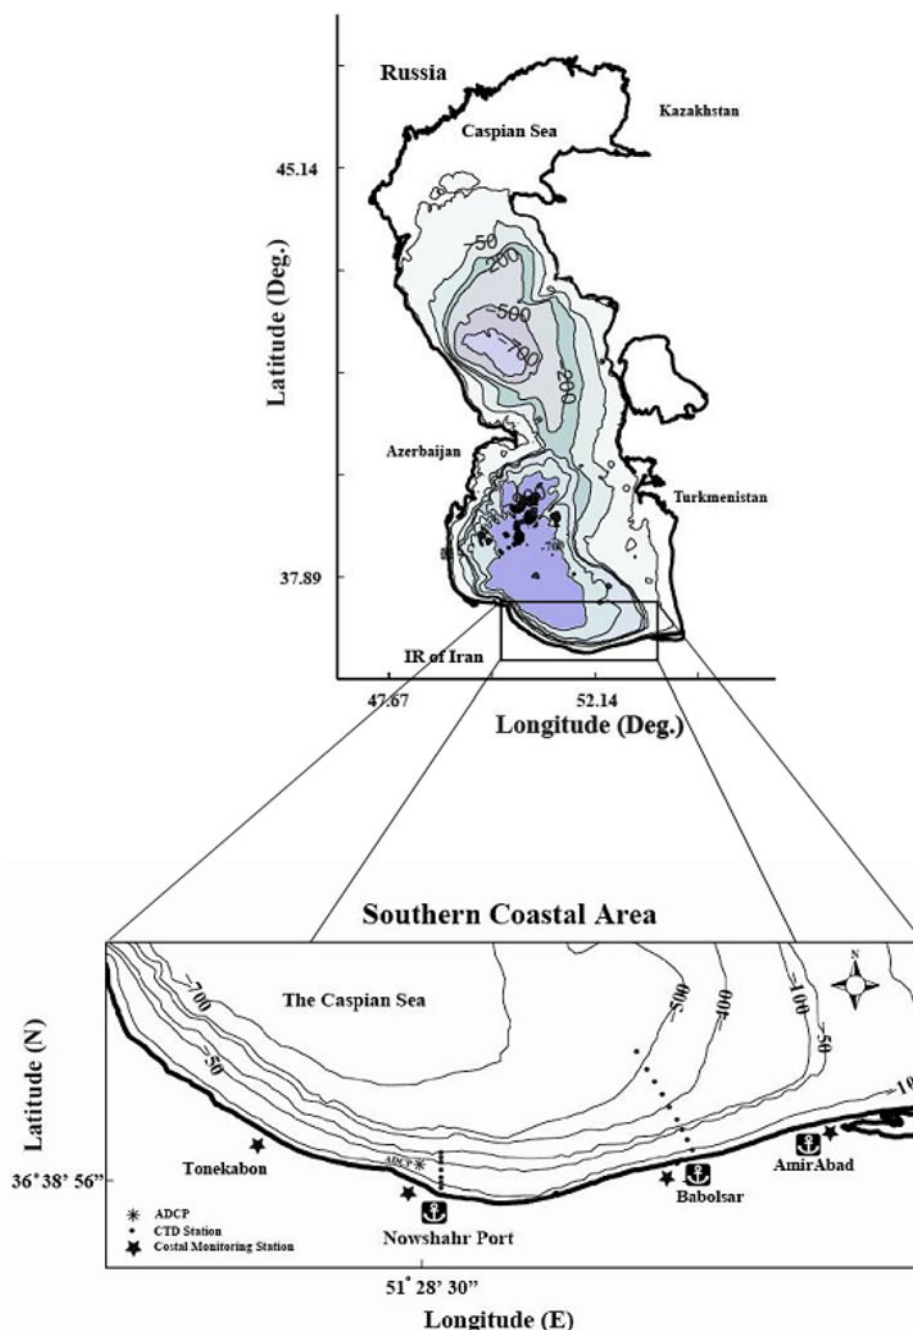 Russia
Kazakhstan
Caspian Sea
45.14
-50
200
-500
-700
-200
Latitude (Deg.)
Azerbaijan
Turkmenistan
-700
37.89
IR of Iran
47.67
52.14
Longitude (Deg.)
Southern Coastal Area
N
-700
The Caspian Sea
-500
-400
-100
-50
-50
-10
Latitude (N)
Tonekabon
ADCP
AmirAbad
36° 38' 56”
Babolsar
ADCP
CTD Station
Costal Monitoring Station
Nowshahr Port
51° 28' 30”
Longitude (E)